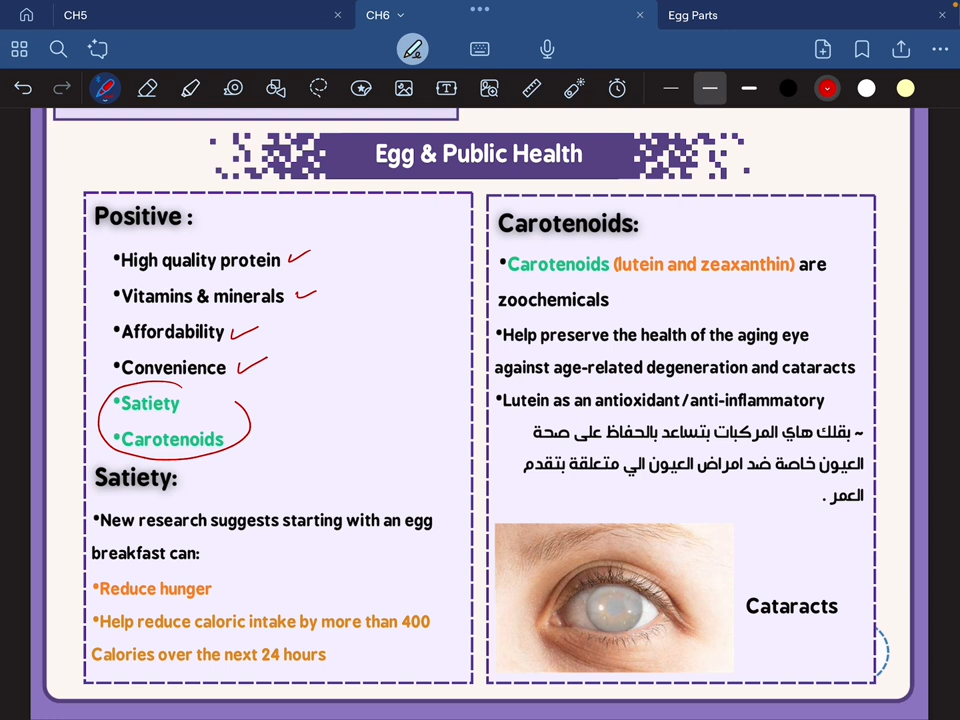 CH5
CH6
Egg Parts
Egg & Public Health
Positive :
•High quality protein
•Vitamins & minerals
•Affordability
•Convenience
•Satiety
•Carotenoids
Satiety:
•New research suggests starting with an egg
breakfast can:
•Reduce hunger
•Help reduce caloric intake by more than 400
Calories over the next 24 hours
Carotenoids:
•Carotenoids (lutein and zeaxanthin) are
zoochemicals
•Help preserve the health of the aging eye
against age-related degeneration and cataracts
•Lutein as an antioxidant/anti-inflammatory
~ بقلك هاي المركبات بتساعد بالحفاظ على صحة
العيون خاصة ضد امراض العيون الي متعلقة بتقدم
العمر .
Cataracts